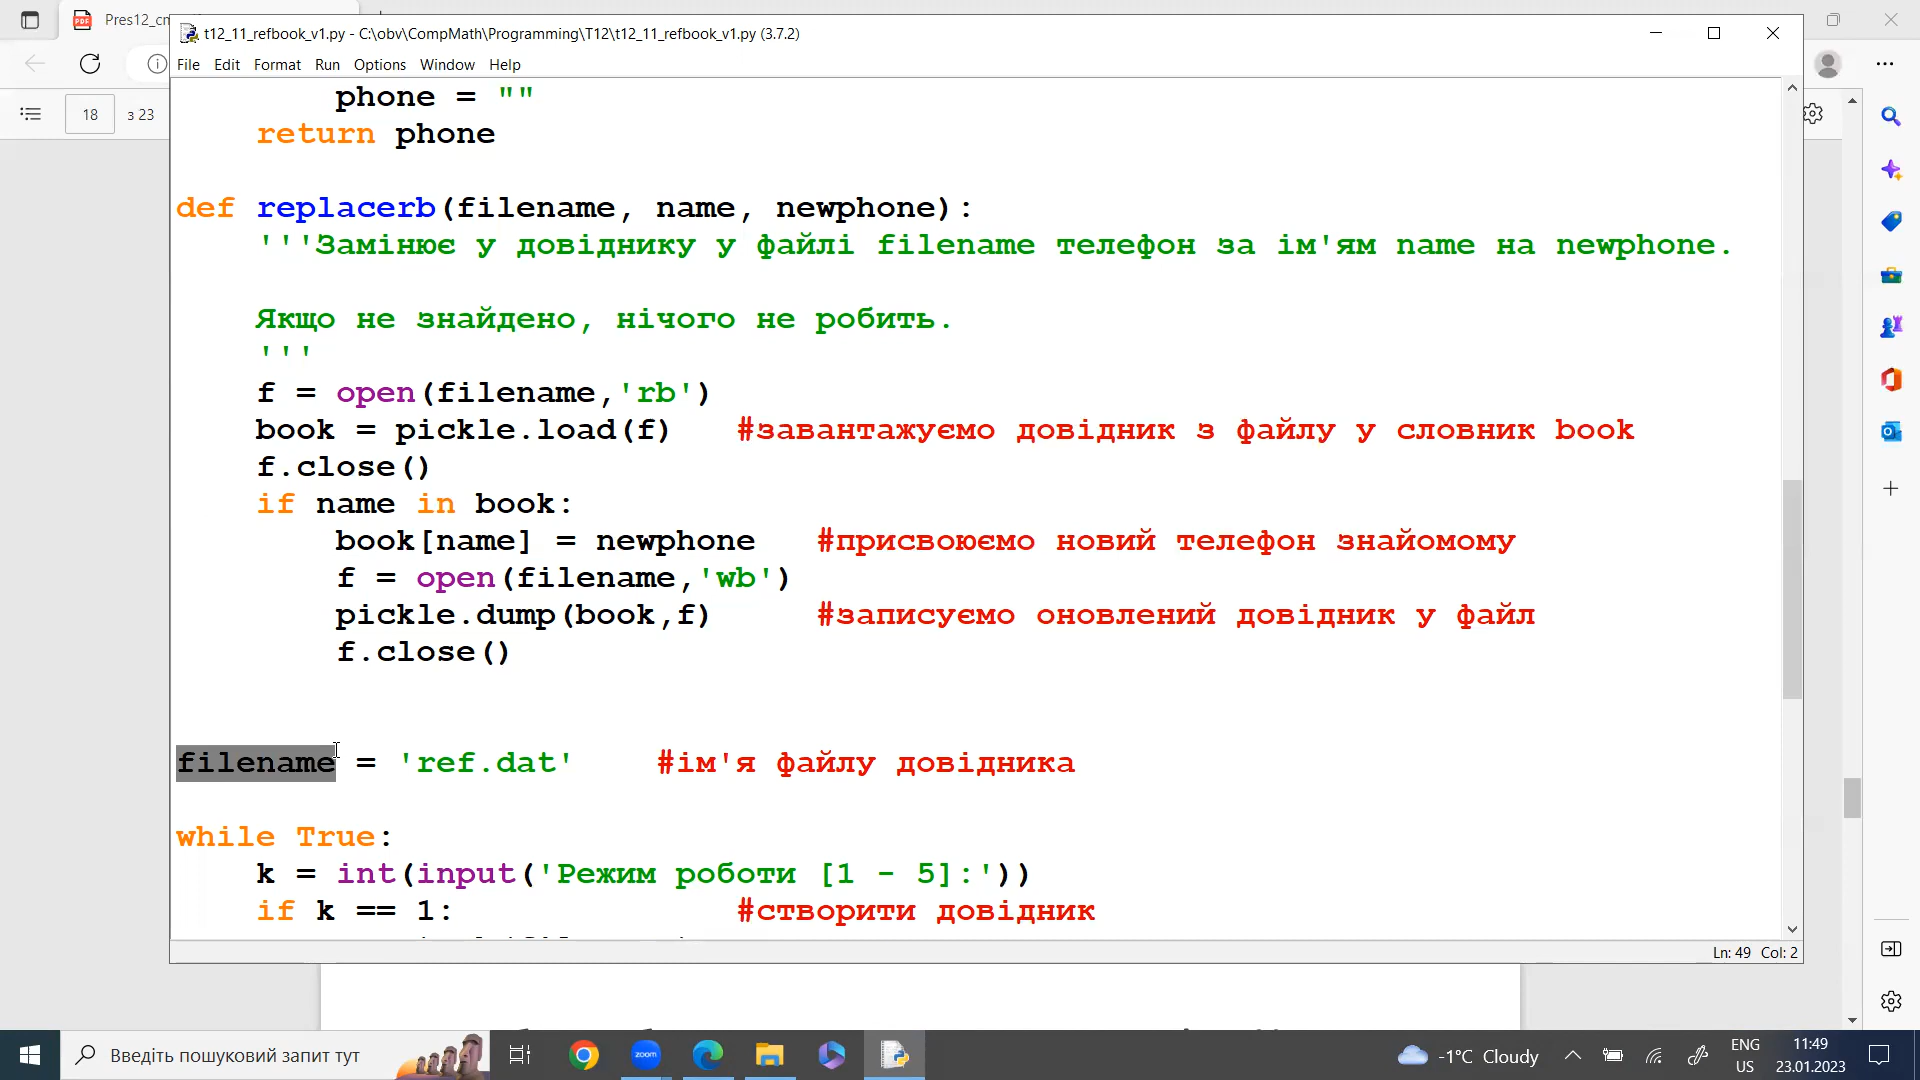 Pres12_cm
t12_11_refbook_v1.py - C:\obv\CompMath\Programming\T12\t12_11_refbook_v1.py (3.7.2)
File Edit Format Run Options Window Help
18 з 23
phone = ""
return phone
def replacerb(filename, name, newphone):
'''Замінює у довіднику у файлі filename телефон за ім'ям name на newphone.
Якщо не знайдено, нічого не робить.
'''
f = open(filename,'rb')
book = pickle.load(f) #завантажуємо довідник з файлу у словник book
f.close()
if name in book:
book[name] = newphone #присвоюємо новий телефон знайомому
f = open(filename,'wb')
pickle.dump(book,f) #записуємо оновлений довідник у файл
f.close()
filename = 'ref.dat' #ім'я файлу довідника
while True:
k = int(input('Режим роботи [1 - 5]:'))
if k == 1: #створити довідник
Ln: 49 Col: 2
Введіть пошуковий запит тут
zoom
-1°C Cloudy
ENG
US
11:49
23.01.2023